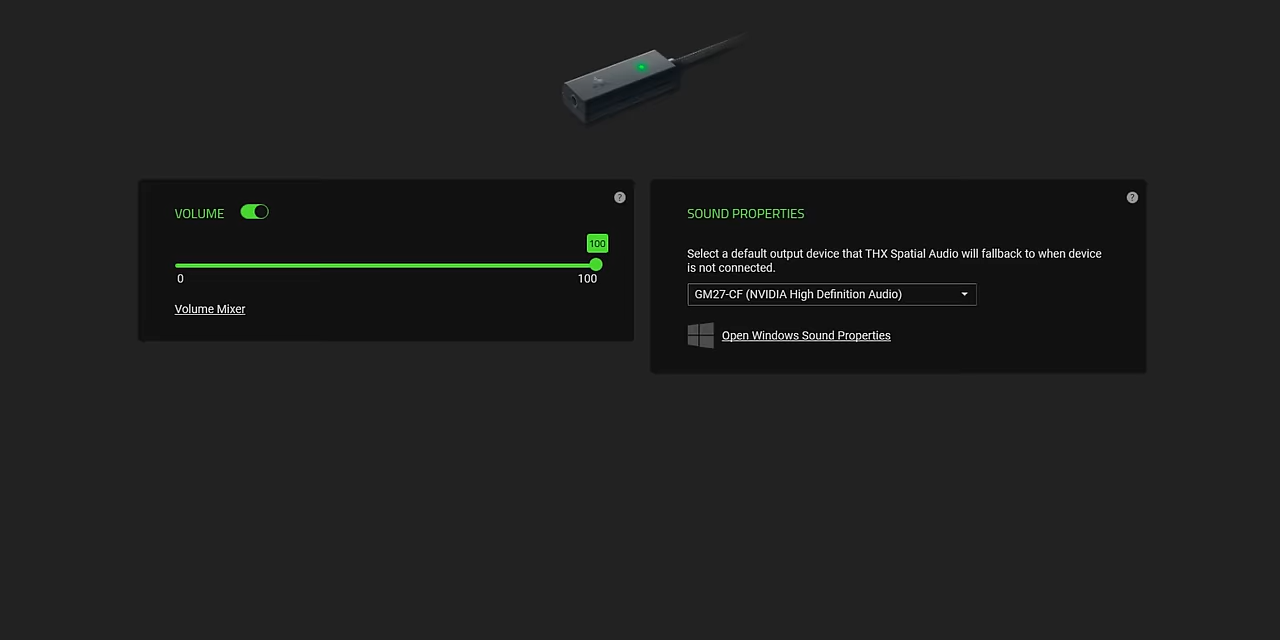 VOLUME
100
0
100
Volume Mixer
SOUND PROPERTIES
Select a default output device that THX Spatial Audio will fallback to when device
is not connected.
GM27-CF (NVIDIA High Definition Audio)
Open Windows Sound Properties